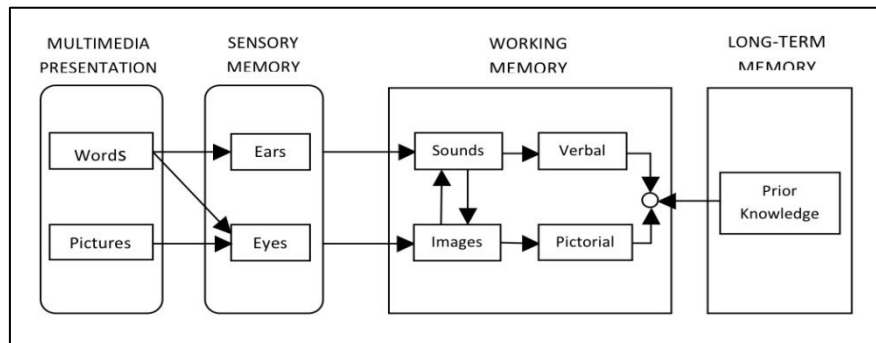 MULTIMEDIA
PRESENTATION
SENSORY
MEMORY
WORKING
MEMORY
LONG-TERM
MEMORY
Words
Ears
Sounds
Verbal
Prior
Knowledge
Pictures
Eyes
Images
Pictorial